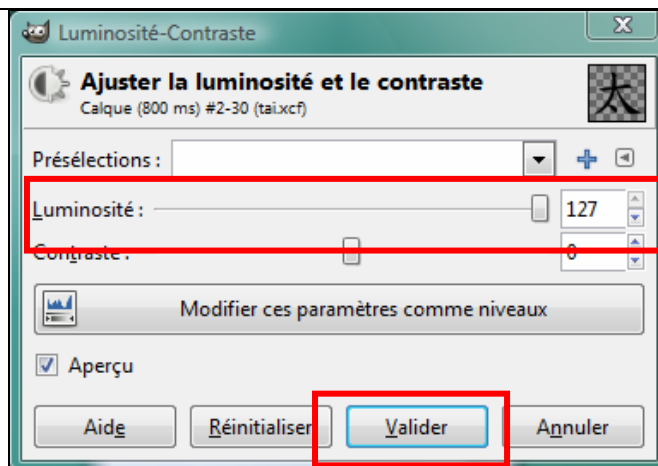 Luminosité-Contraste
Ajuster la luminosité et le contraste
Calque (800 ms) #2-30 (tai.xcf)
太
Présélections :
Luminosité : 127
Contraste : 0
Modifier ces paramètres comme niveaux
Aperçu
Aide Réinitialiser Valider Annuler